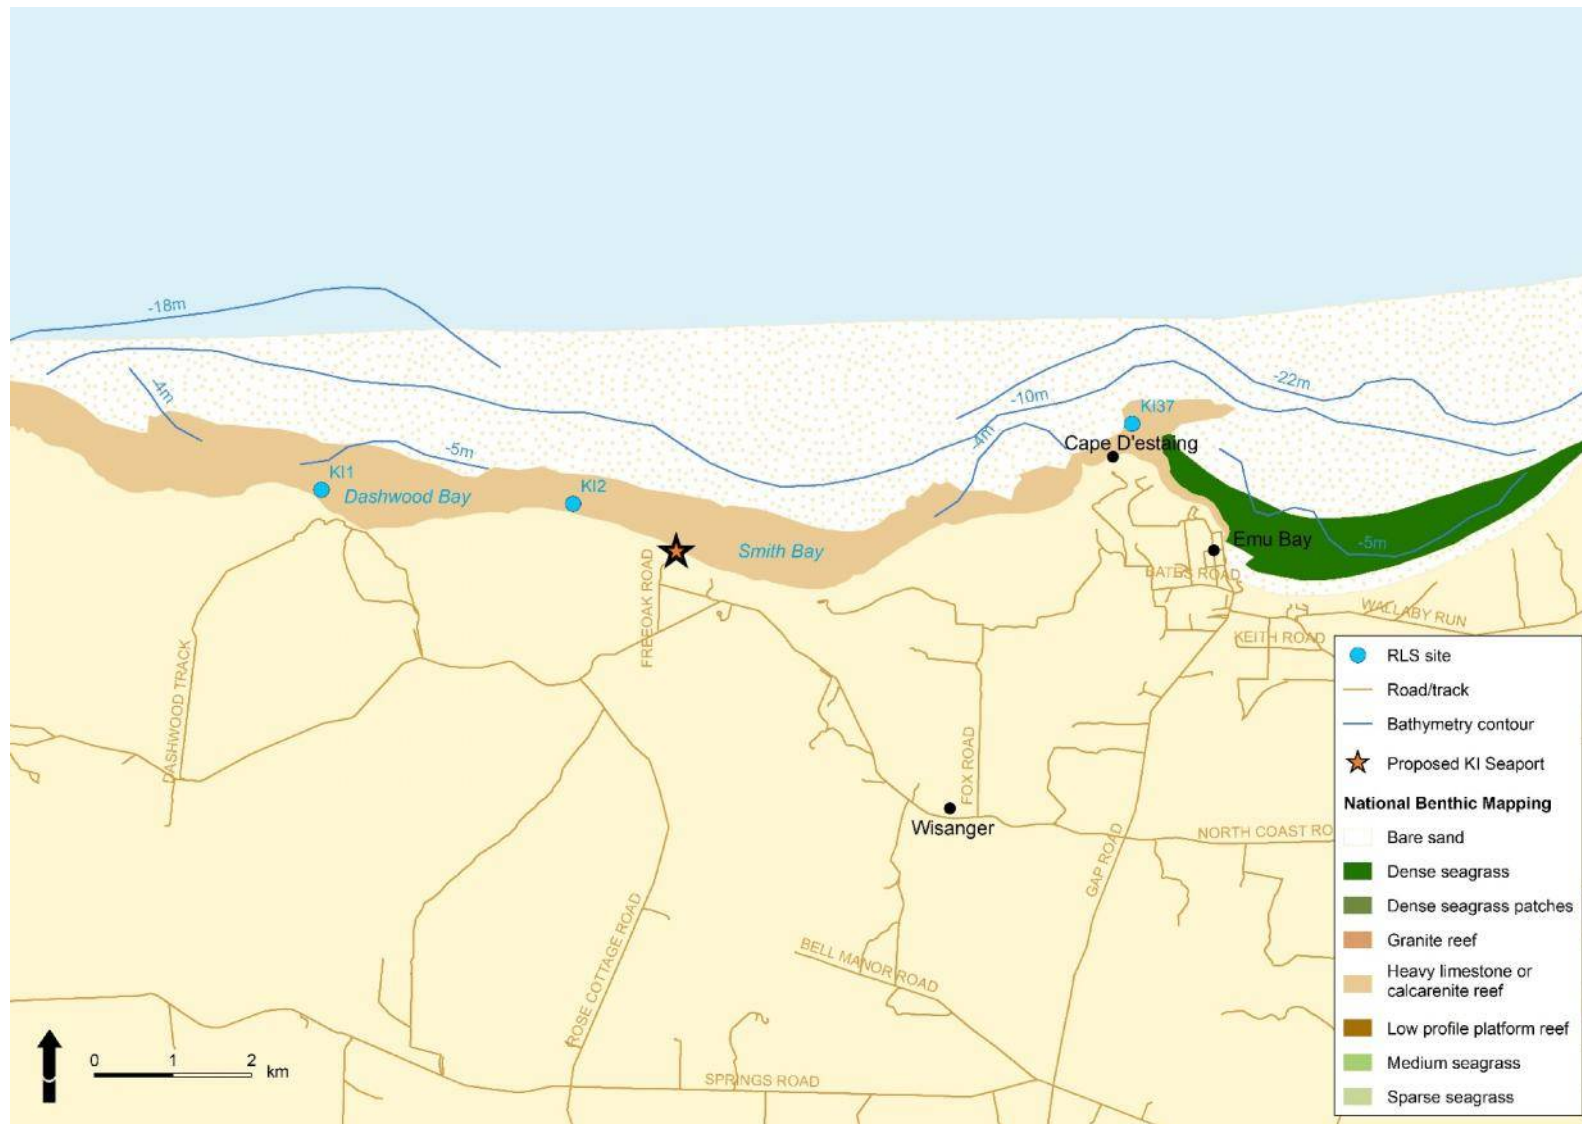 -18m
-4m
-5m
KI1
Dashwood Bay
KI2
Smith Bay
-22m
-10m
-4m
KI37
Cape D'estaing
Emu Bay
-5m
BATES ROAD
WALLABY RUN
KEITH ROAD
FREEOAK ROAD
DASHWOOD TRACK
FOX ROAD
Wisanger
NORTH COAST RO
GAP ROAD
ROSE COTTAGE ROAD
BELL MANOR ROAD
SPRINGS ROAD
0 1 2
km
RLS site
Road/track
Bathymetry contour
Proposed KI Seaport
National Benthic Mapping
Bare sand
Dense seagrass
Dense seagrass patches
Granite reef
Heavy limestone or
calcarenite reef
Low profile platform reef
Medium seagrass
Sparse seagrass